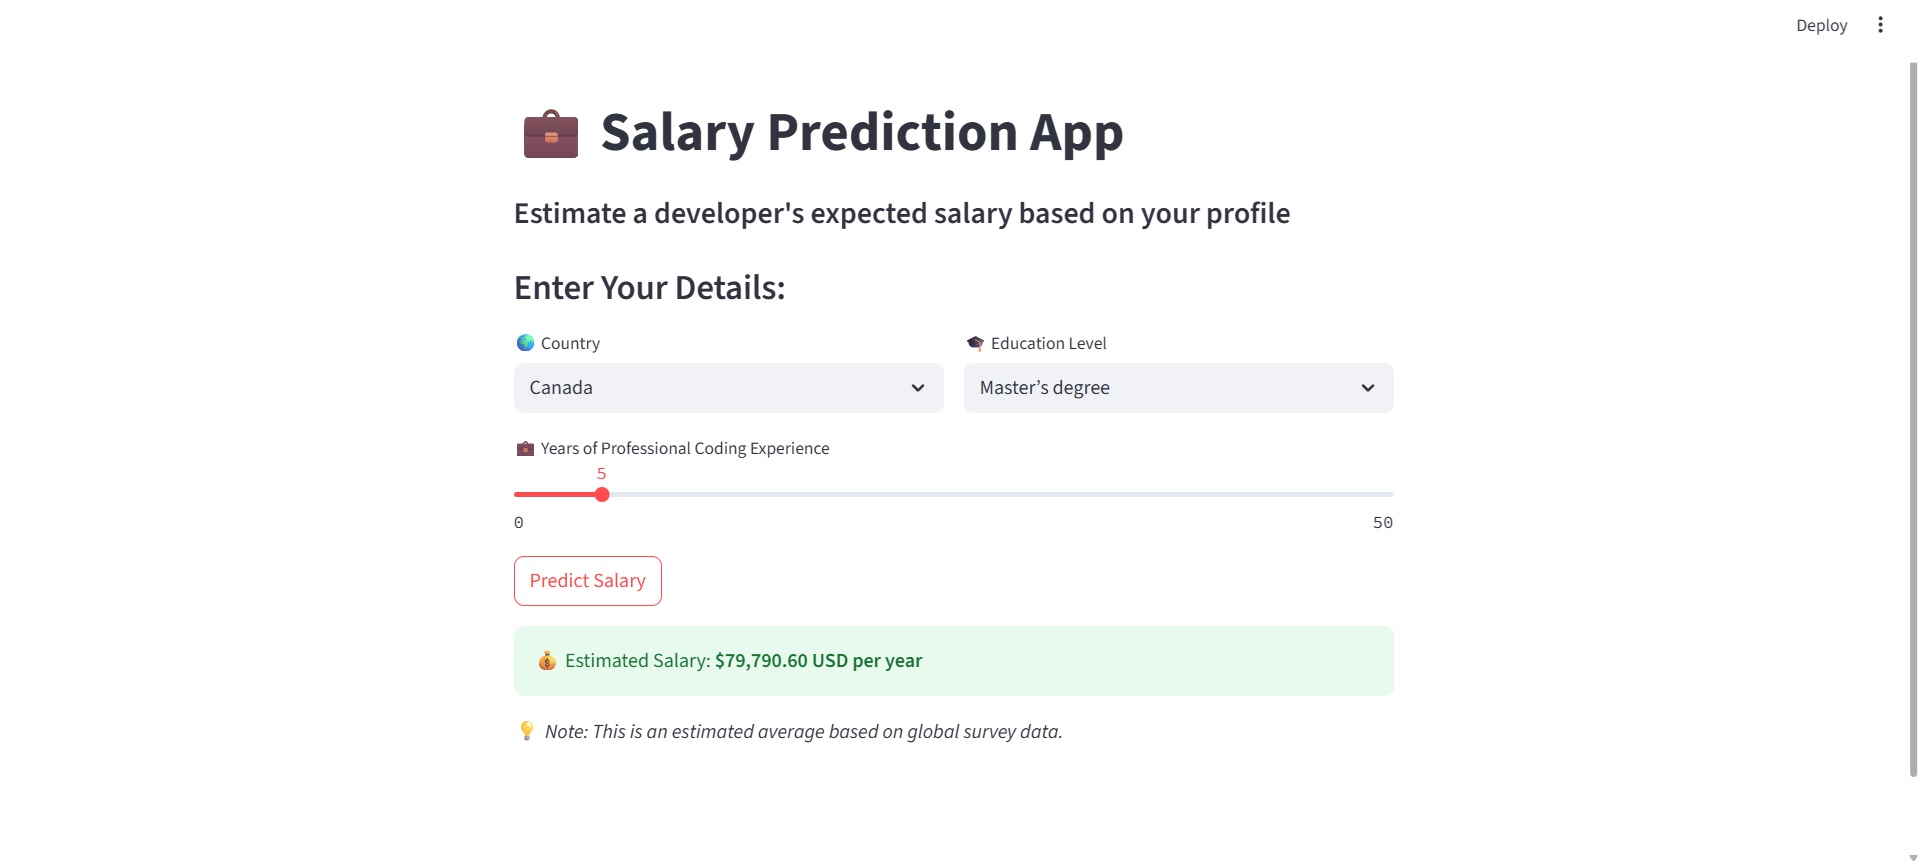 Deploy
Salary Prediction App
Estimate a developer's expected salary based on your profile
Enter Your Details:
Country
Education Level
Canada
Master’s degree
Years of Professional Coding Experience
5
0
50
Predict Salary
Estimated Salary: $79,790.60 USD per year
Note: This is an estimated average based on global survey data.